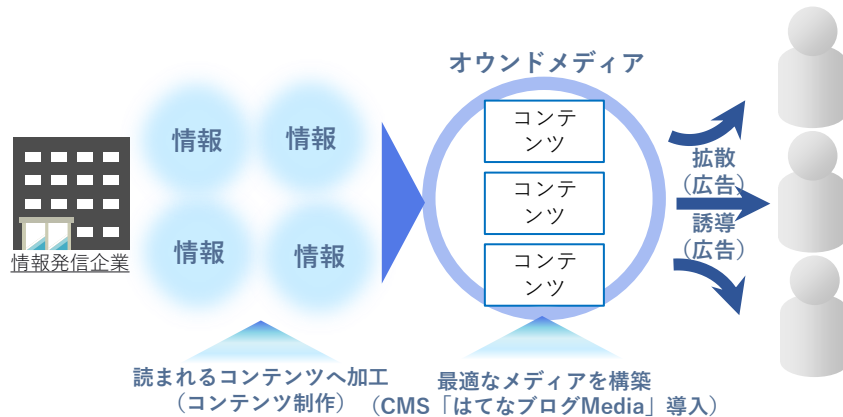 情報発信企業
情報
情報
情報
情報
オウンドメディア
コンテ
ンツ
コンテ
ンツ
コンテ
ンツ
拡散
（広告）
誘導
（広告）
読まれるコンテンツへ加工
（コンテンツ制作）
最適なメディアを構築
（CMS「はてなブログMedia」導入）